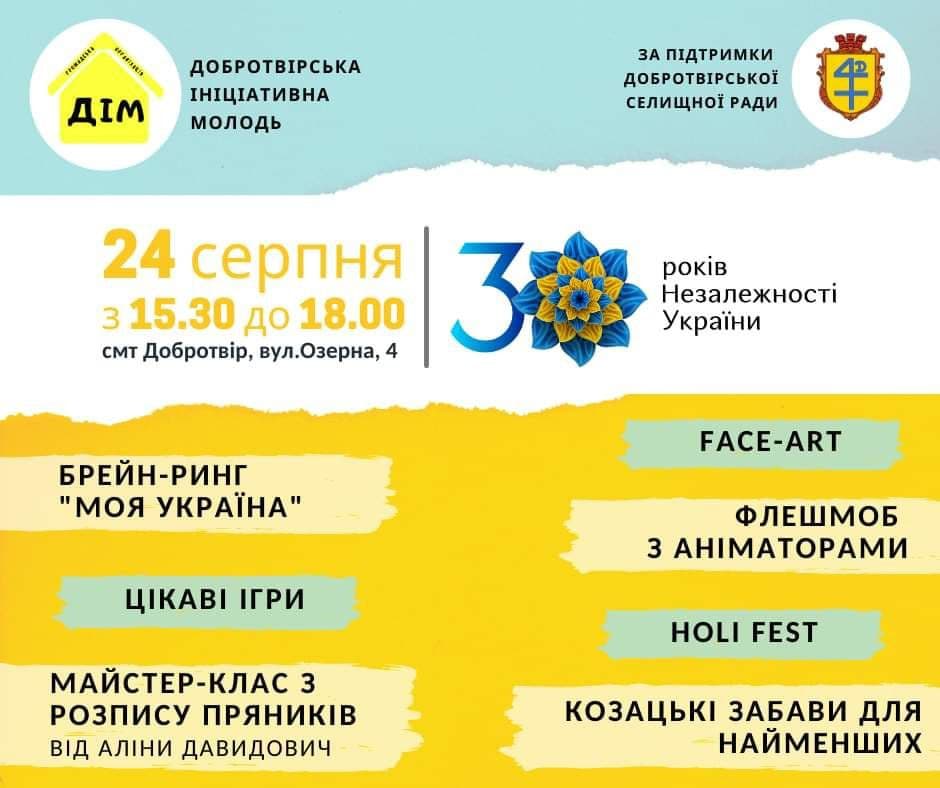 ГРОМАДСЬКА ОРГАНІЗАЦІЯ
ДІМ
ДОБРОТВІРСЬКА
ІНІЦІАТИВНА
МОЛОДЬ
ЗА ПІДТРИМКИ
ДОБРОТВІРСЬКОЇ
СЕЛИЩНОЇ РАДИ
24 серпня
з 15.30 до 18.00
смт Добротвір, вул.Озерна, 4
30
років
Незалежності
України
БРЕЙН-РИНГ
"МОЯ УКРАЇНА"
ЦІКАВІ ІГРИ
МАЙСТЕР-КЛАС З
РОЗПИСУ ПРЯНИКІВ
ВІД АЛІНИ ДАВИДОВИЧ
FACE-ART
ФЛЕШМОБ
З АНІМАТОРАМИ
HOLI FEST
КОЗАЦЬКІ ЗАБАВИ ДЛЯ
НАЙМЕНШИХ